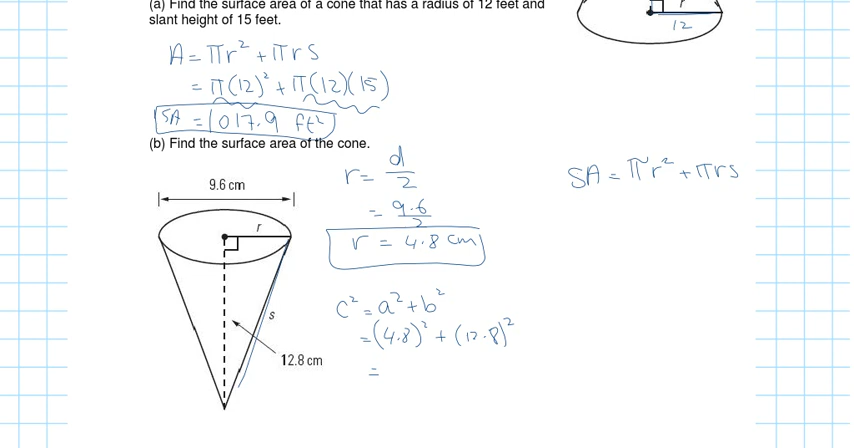 (a) Find the surface area of a cone that has a radius of 12 feet and
slant height of 15 feet.
r
12
A = πr² + πrs
= π(12)² + π(12)(15)
SA = 1017.9 ft²
(b) Find the surface area of the cone.
SA = πr² + πrs
9.6 cm
r
s
12.8 cm
r = d/2
= 9.6/2
r = 4.8 cm
c² = a² + b²
= (4.8)² + (12.8)²
=